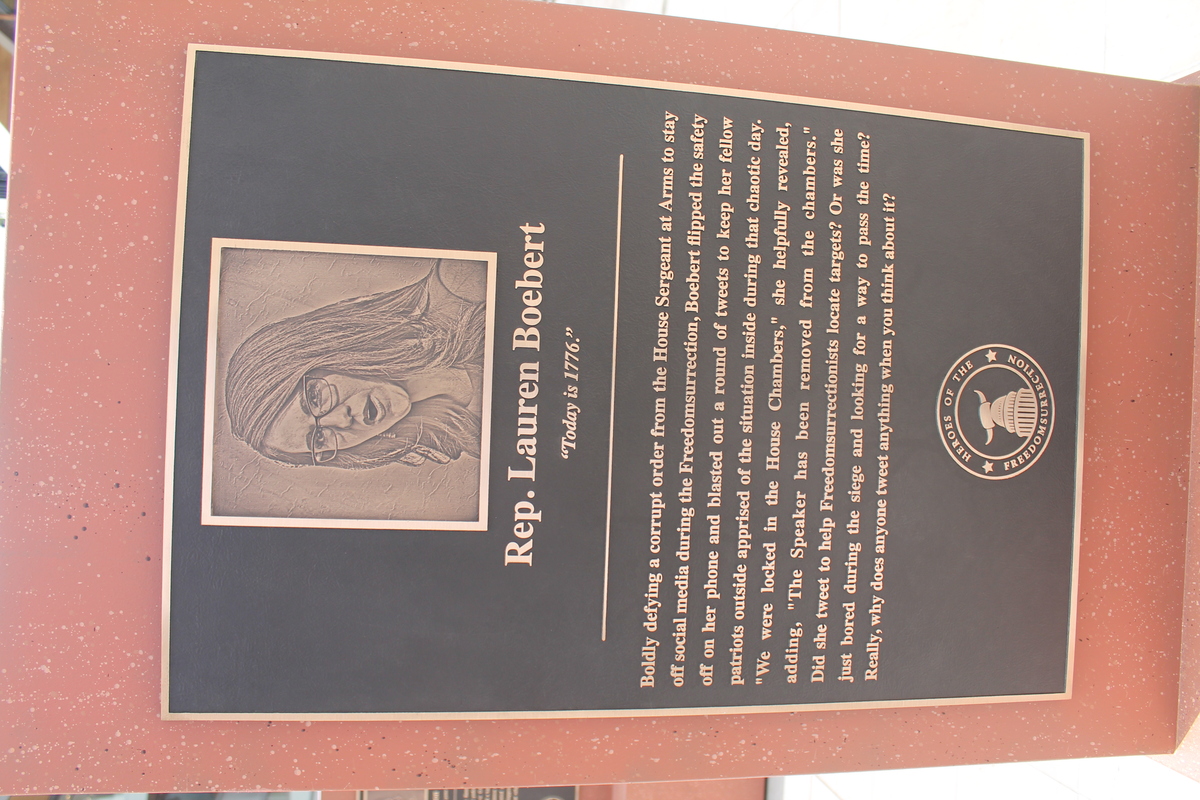 Rep. Lauren Boebert
“Today is 1776.”
Boldly defying a corrupt order from the House Sergeant at Arms to stay
off social media during the Freedomsurrection, Boebert flipped the safety
off on her phone and blasted out a round of tweets to keep her fellow
patriots outside apprised of the situation inside during that chaotic day.
"We were locked in the House Chambers," she helpfully revealed,
adding, "The Speaker has been removed from the chambers."
Did she tweet to help Freedomsurrectionists locate targets? Or was she
just bored during the siege and looking for a way to pass the time?
Really, why does anyone tweet anything when you think about it?
HEROES OF THE
FREEDOMSURRECTION